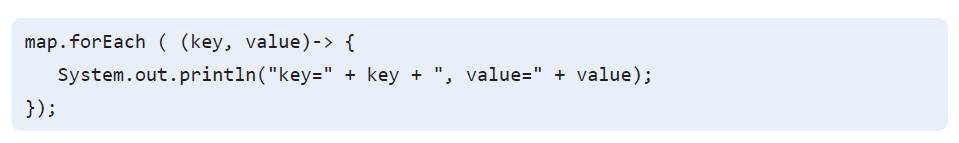 map.forEach ( (key, value)-> {
   System.out.println("key=" + key + ", value=" + value);
});